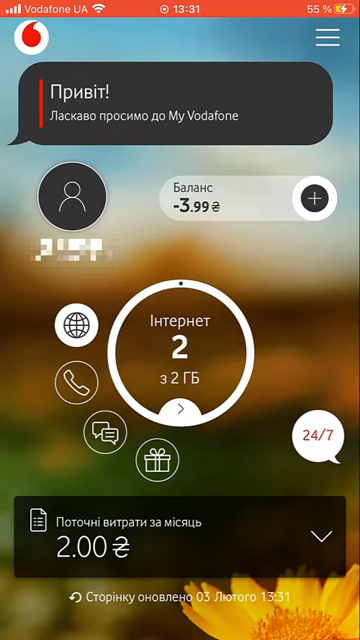 Vodafone UA 13:31 55 %
Привіт!
Ласкаво просимо до My Vodafone
Баланс
-3.99 ₴
Інтернет
2
з 2 ГБ
24/7
Поточні витрати за місяць
2.00 ₴
Сторінку оновлено 03 Лютого 13:31